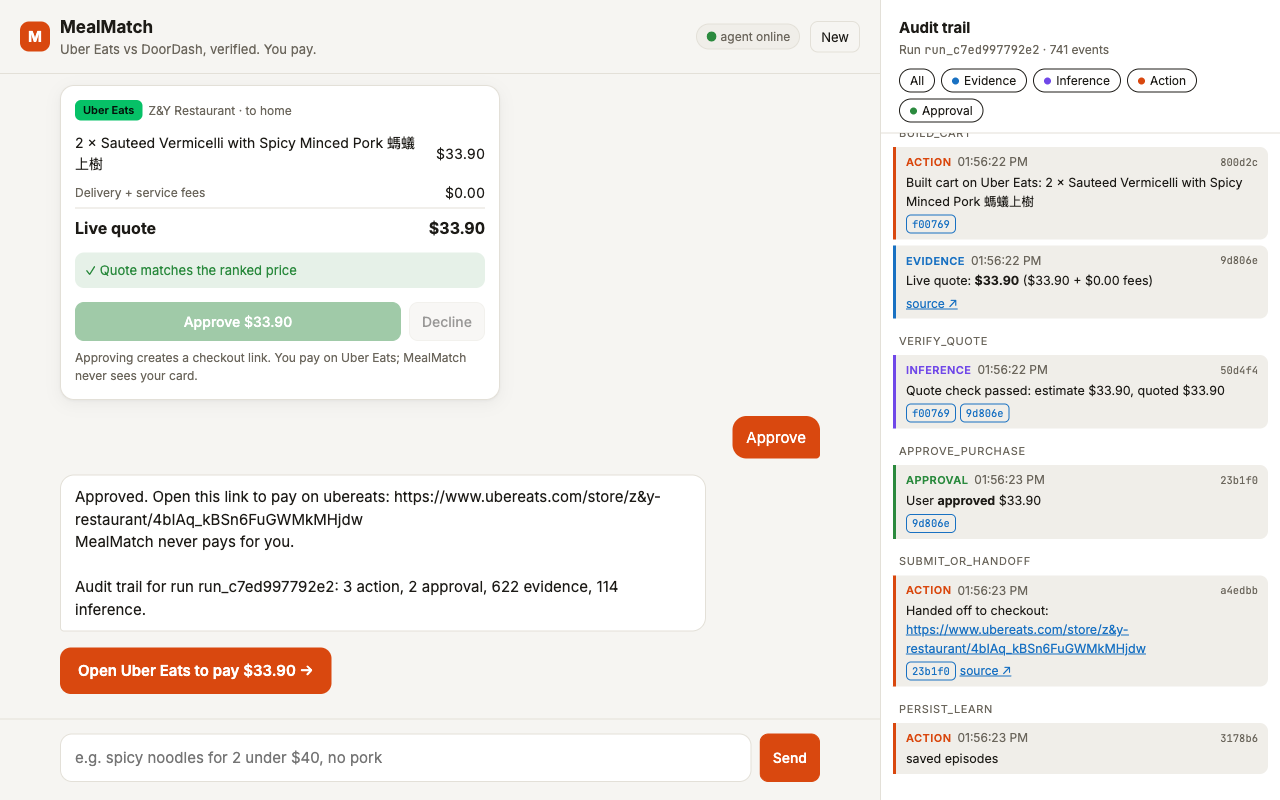 M
MealMatch
Uber Eats vs DoorDash, verified. You pay.
agent online
New
Uber Eats
Z&Y Restaurant · to home
2 × Sauteed Vermicelli with Spicy Minced Pork 螞蟻
上樹
$33.90
Delivery + service fees
$0.00
Live quote
$33.90
✓ Quote matches the ranked price
Approve $33.90
Decline
Approving creates a checkout link. You pay on Uber Eats; MealMatch
never sees your card.
Approve
Approved. Open this link to pay on ubereats: https://www.ubereats.com/store/z&y-
restaurant/4bIAq_kBSn6FuGWMkMHjdw
MealMatch never pays for you.
Audit trail for run run_c7ed997792e2: 3 action, 2 approval, 622 evidence, 114
inference.
Open Uber Eats to pay $33.90 →
e.g. spicy noodles for 2 under $40, no pork
Send
Audit trail
Run run_c7ed997792e2 · 741 events
All
Evidence
Inference
Action
Approval
BUILD_CART
ACTION 01:56:22 PM
800d2c
Built cart on Uber Eats: 2 × Sauteed Vermicelli with Spicy
Minced Pork 螞蟻上樹
f00769
EVIDENCE 01:56:22 PM
9d806e
Live quote: $33.90 ($33.90 + $0.00 fees)
source ↗
VERIFY_QUOTE
INFERENCE 01:56:22 PM
50d4f4
Quote check passed: estimate $33.90, quoted $33.90
f00769 9d806e
APPROVE_PURCHASE
APPROVAL 01:56:23 PM
23b1f0
User approved $33.90
9d806e
SUBMIT_OR_HANDOFF
ACTION 01:56:23 PM
a4edbb
Handed off to checkout:
https://www.ubereats.com/store/z&y-
restaurant/4bIAq_kBSn6FuGWMkMHjdw
23b1f0 source ↗
PERSIST_LEARN
ACTION 01:56:23 PM
3178b6
saved episodes